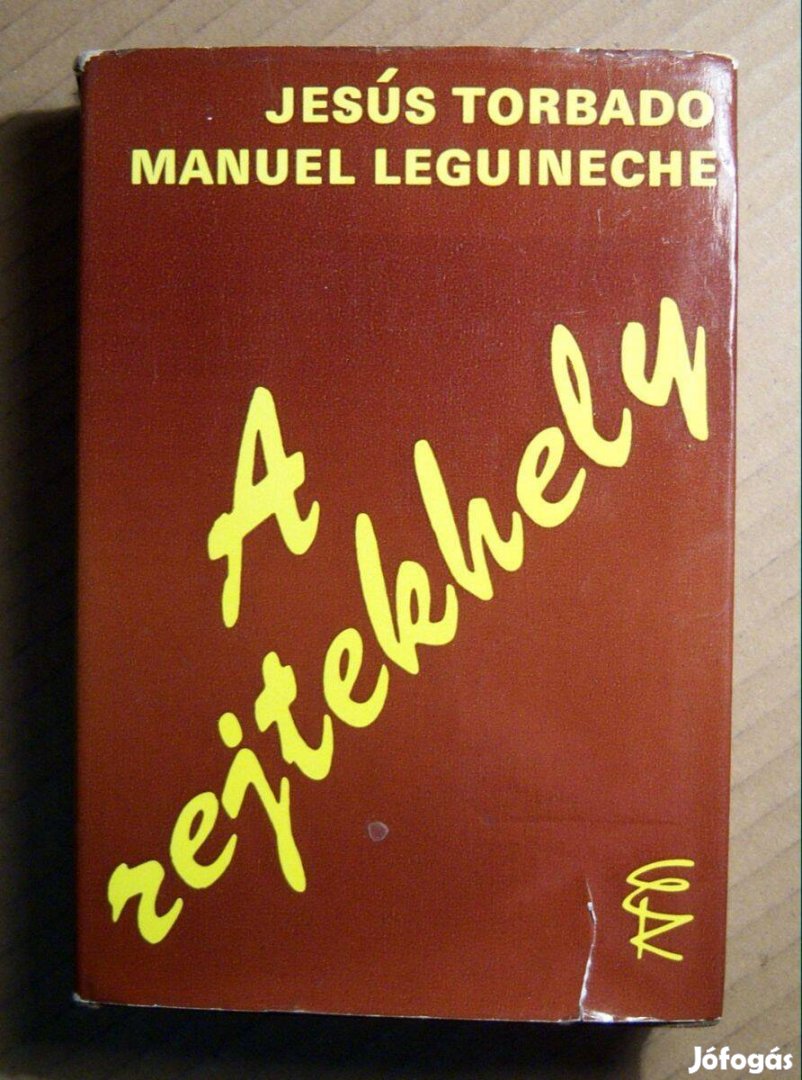 JESÚS TORBADO
MANUEL LEGUINECHE
A
rejtekhely
Jófogás